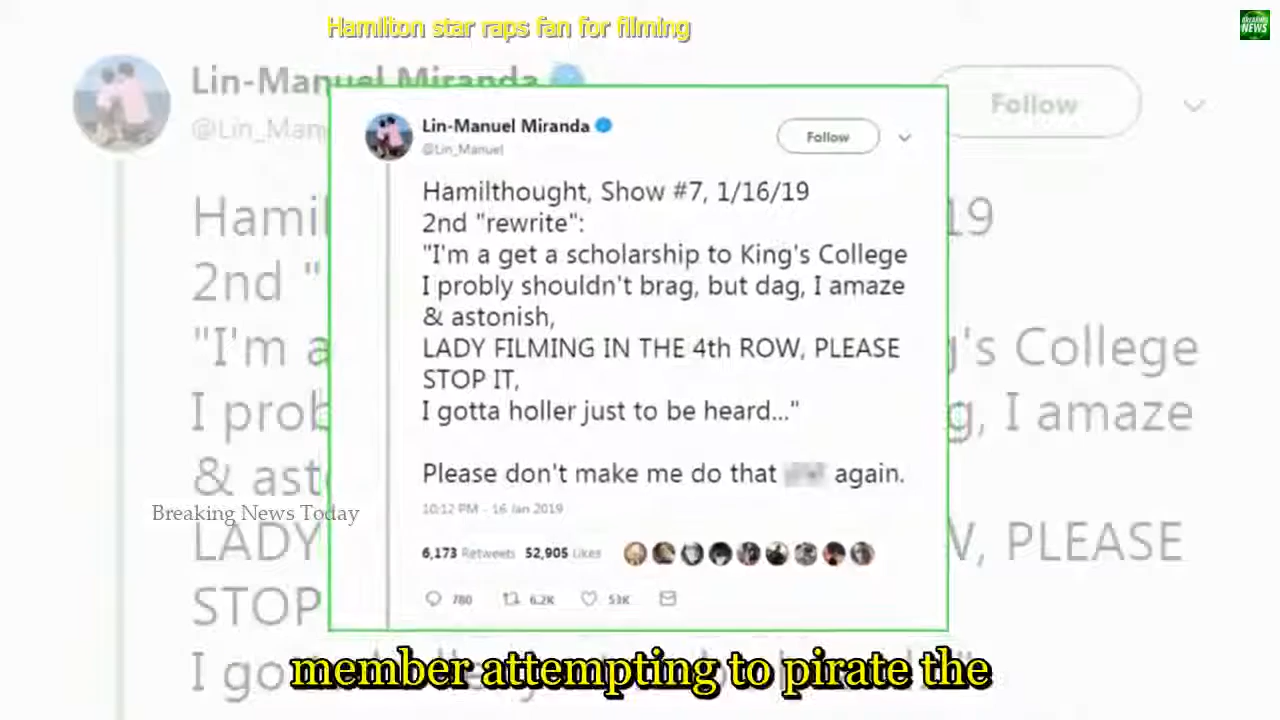 Hamilton star raps fan for filming
BREAKING
NEWS
Lin-Manuel Miranda
@Lin_Man
Follow
Hamil
19
2nd "
"I'm a
g's College
I prob
g, I amaze
& ast
LADY
V, PLEASE
STOP
I go
Lin-Manuel Miranda
@Lin_Manuel
Follow
Hamilthought, Show #7, 1/16/19
2nd "rewrite":
"I'm a get a scholarship to King's College
I probly shouldn't brag, but dag, I amaze
& astonish,
LADY FILMING IN THE 4th ROW, PLEASE
STOP IT,
I gotta holler just to be heard..."
Please don't make me do that again.
10:12 PM - 16 Jan 2019
6,173 Retweets 52,905 Likes
780 6.2K 53K
Breaking News Today
member attempting to pirate the